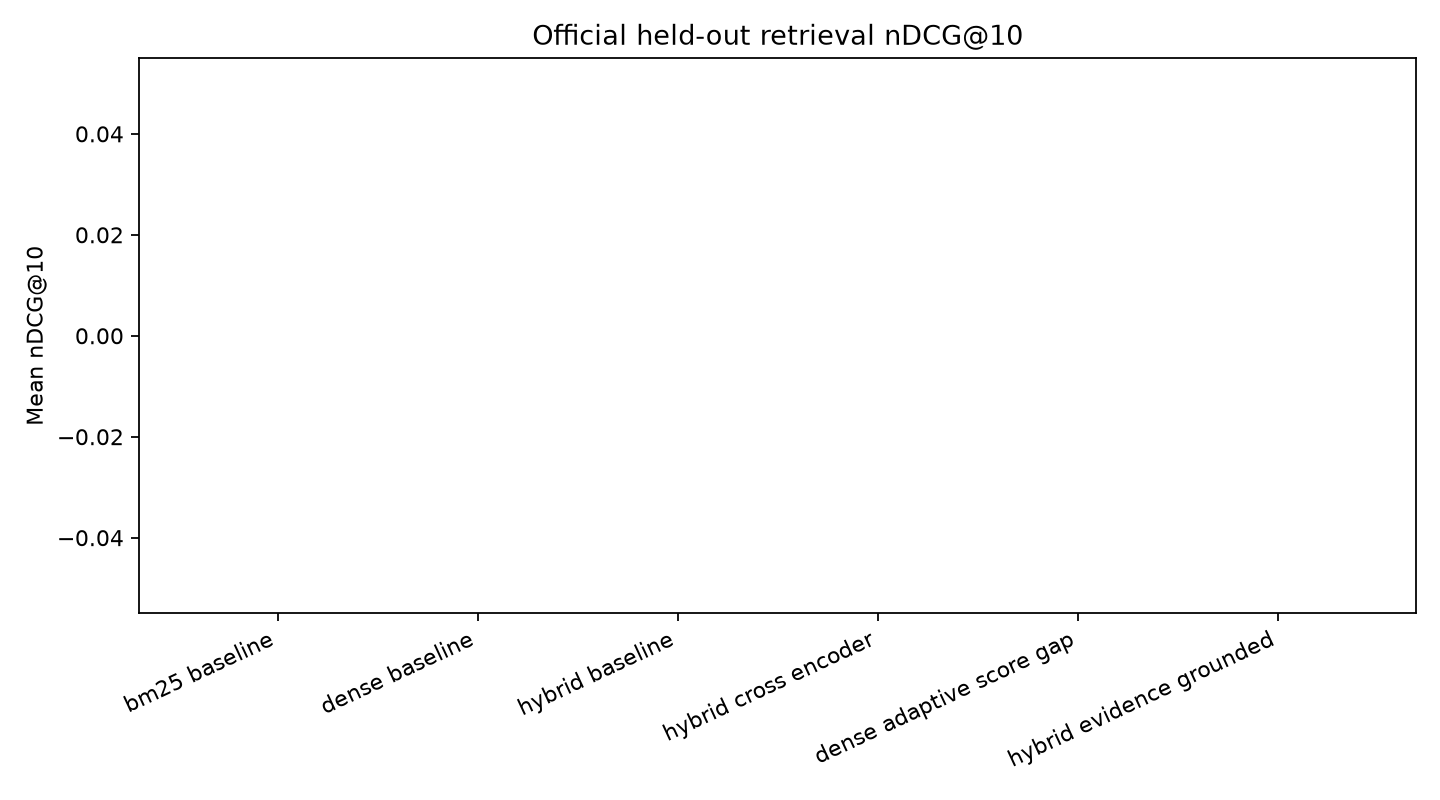 Official held-out retrieval nDCG@10
Mean nDCG@10
0.04
0.02
0.00
−0.02
−0.04
bm25 baseline
dense baseline
hybrid baseline
hybrid cross encoder
dense adaptive score gap
hybrid evidence grounded